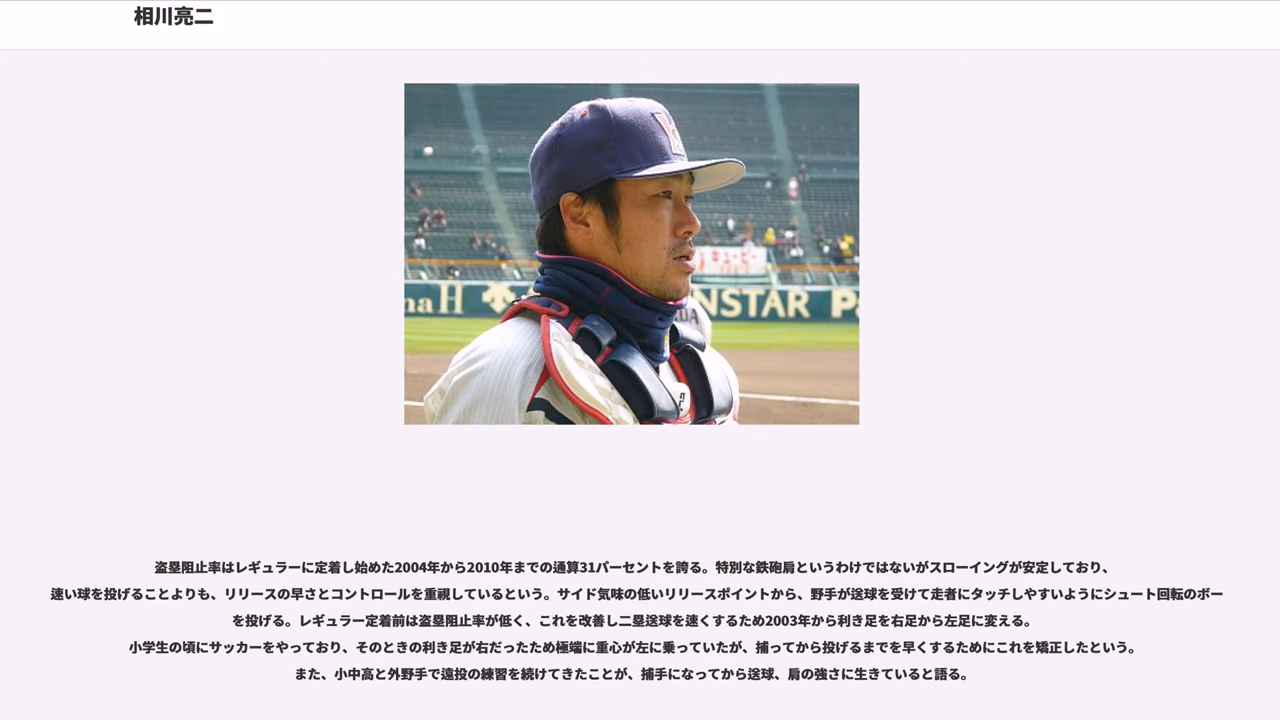 相川亮二
na H
NSTAR Pa
DA
盗塁阻止率はレギュラーに定着し始めた2004年から2010年までの通算31パーセントを誇る。特別な鉄砲肩というわけではないがスローイングが安定しており、
速い球を投げることよりも、リリースの早さとコントロールを重視しているという。サイド気味の低いリリースポイントから、野手が送球を受けて走者にタッチしやすいようにシュート回転のボー
を投げる。レギュラー定着前は盗塁阻止率が低く、これを改善し二塁送球を速くするため2003年から利き足を右足から左足に変える。
小学生の頃にサッカーをやっており、そのときの利き足が右だったため極端に重心が左に乗っていたが、捕ってから投げるまでを早くするためにこれを矯正したという。
また、小中高と外野手で遠投の練習を続けてきたことが、捕手になってから送球、肩の強さに生きていると語る。